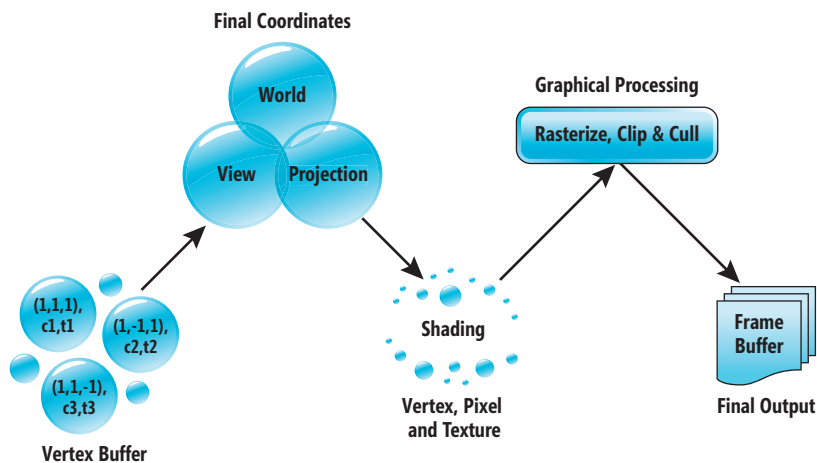 Final Coordinates
World
View
Projection
Graphical Processing
Rasterize, Clip & Cull
(1,1,1),
c1,t1
(1,-1,1),
c2,t2
(1,1,-1),
c3,t3
Vertex Buffer
Shading
Vertex, Pixel
and Texture
Frame
Buffer
Final Output